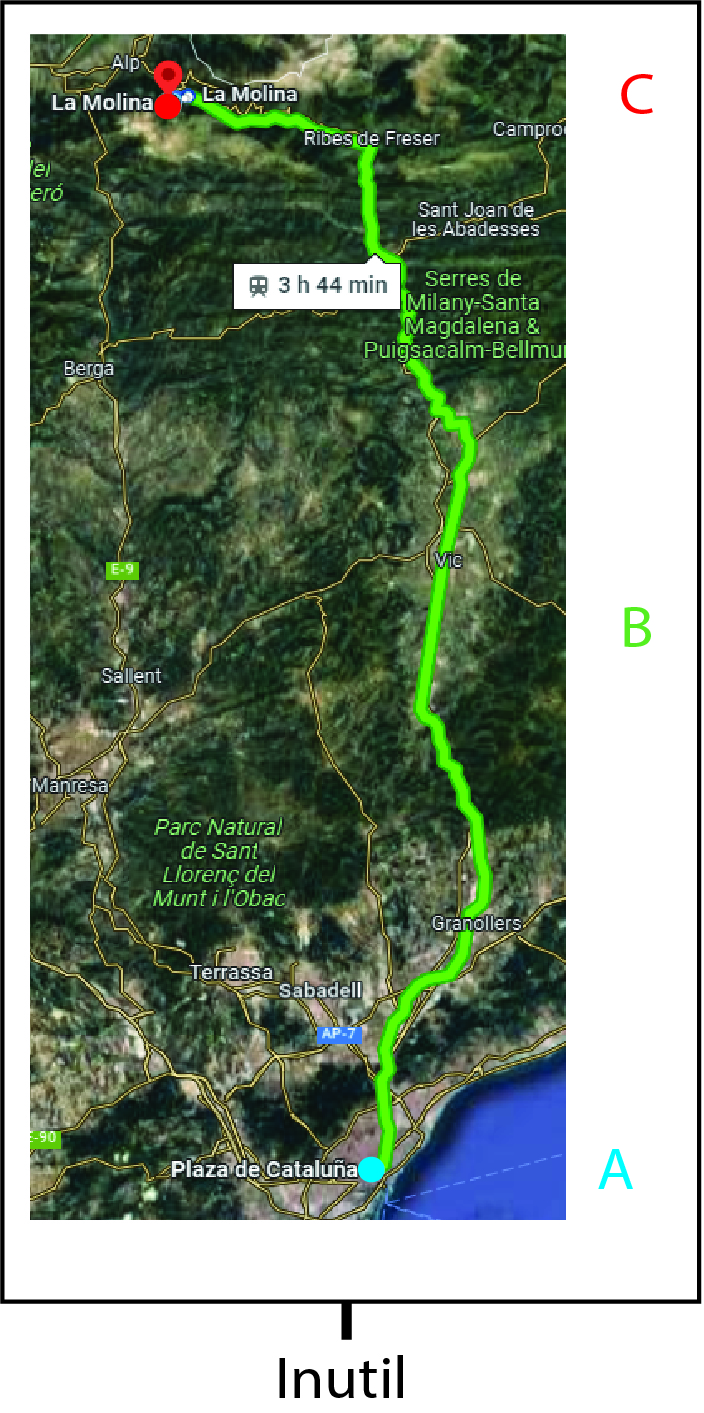 Alp
La Molina
La Molina
C
Ribes de Freser
Campro
del
eró
Sant Joan de
les Abadesses
3 h 44 min
Serres de
Milany-Santa
Magdalena &
Puigsacalm-Bellmun
Berga
Vic
E-9
B
Sallent
Manresa
Parc Natural
de Sant
Llorenç del
Munt i l'Obac
Granollers
Terrassa
Sabadell
AP-7
E-90
Plaza de Cataluña
A
Inutil